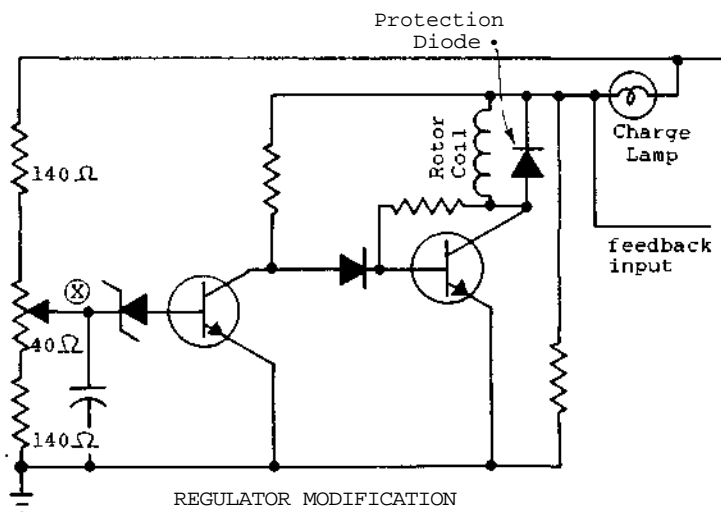 Protection
Diode
Rotor
Coil
Charge
Lamp
140Ω
feedback
input
X
40Ω
140Ω
REGULATOR MODIFICATION